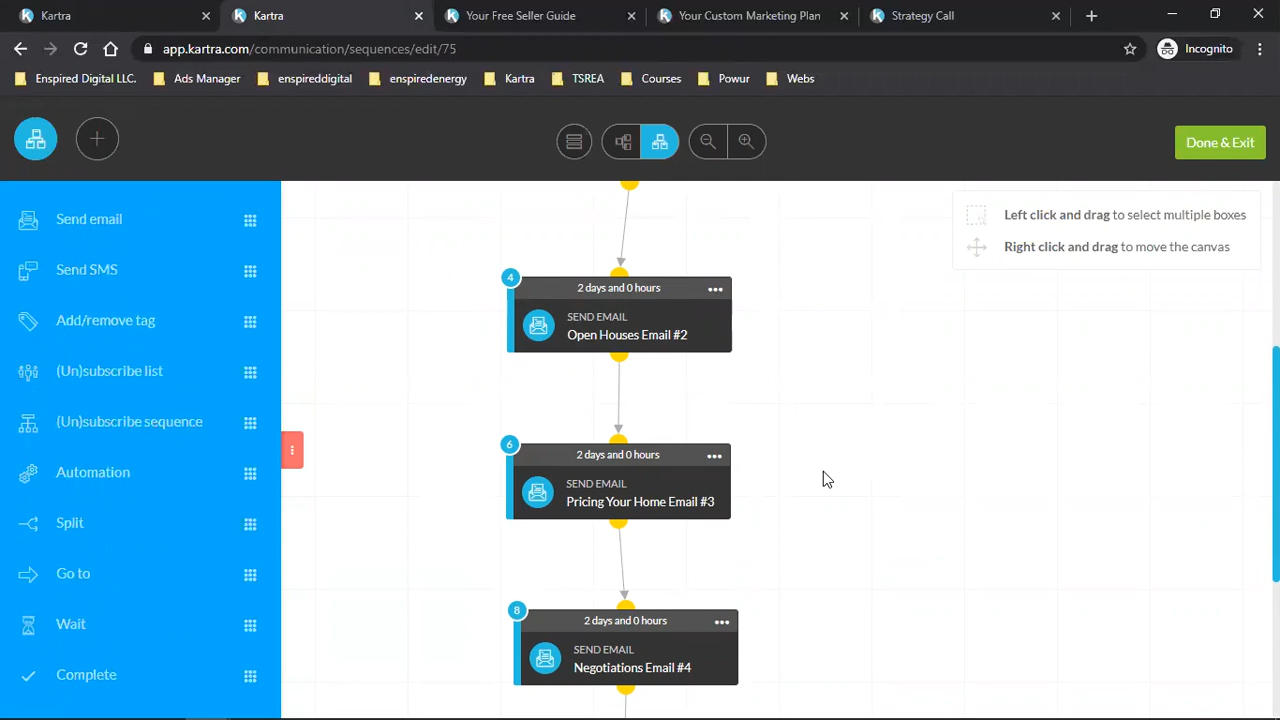 Kartra
Kartra
Your Free Seller Guide
Your Custom Marketing Plan
Strategy Call
app.kartra.com/communication/sequences/edit/75
Incognito
Enspired Digital LLC.
Ads Manager
enspireddigital
enspiredenergy
Kartra
TSREA
Courses
Powur
Webs
Done & Exit
Send email
Send SMS
Add/remove tag
(Un)subscribe list
(Un)subscribe sequence
Automation
Split
Go to
Wait
Complete
Left click and drag to select multiple boxes
Right click and drag to move the canvas
4
2 days and 0 hours
SEND EMAIL
Open Houses Email #2
6
2 days and 0 hours
SEND EMAIL
Pricing Your Home Email #3
8
2 days and 0 hours
SEND EMAIL
Negotiations Email #4